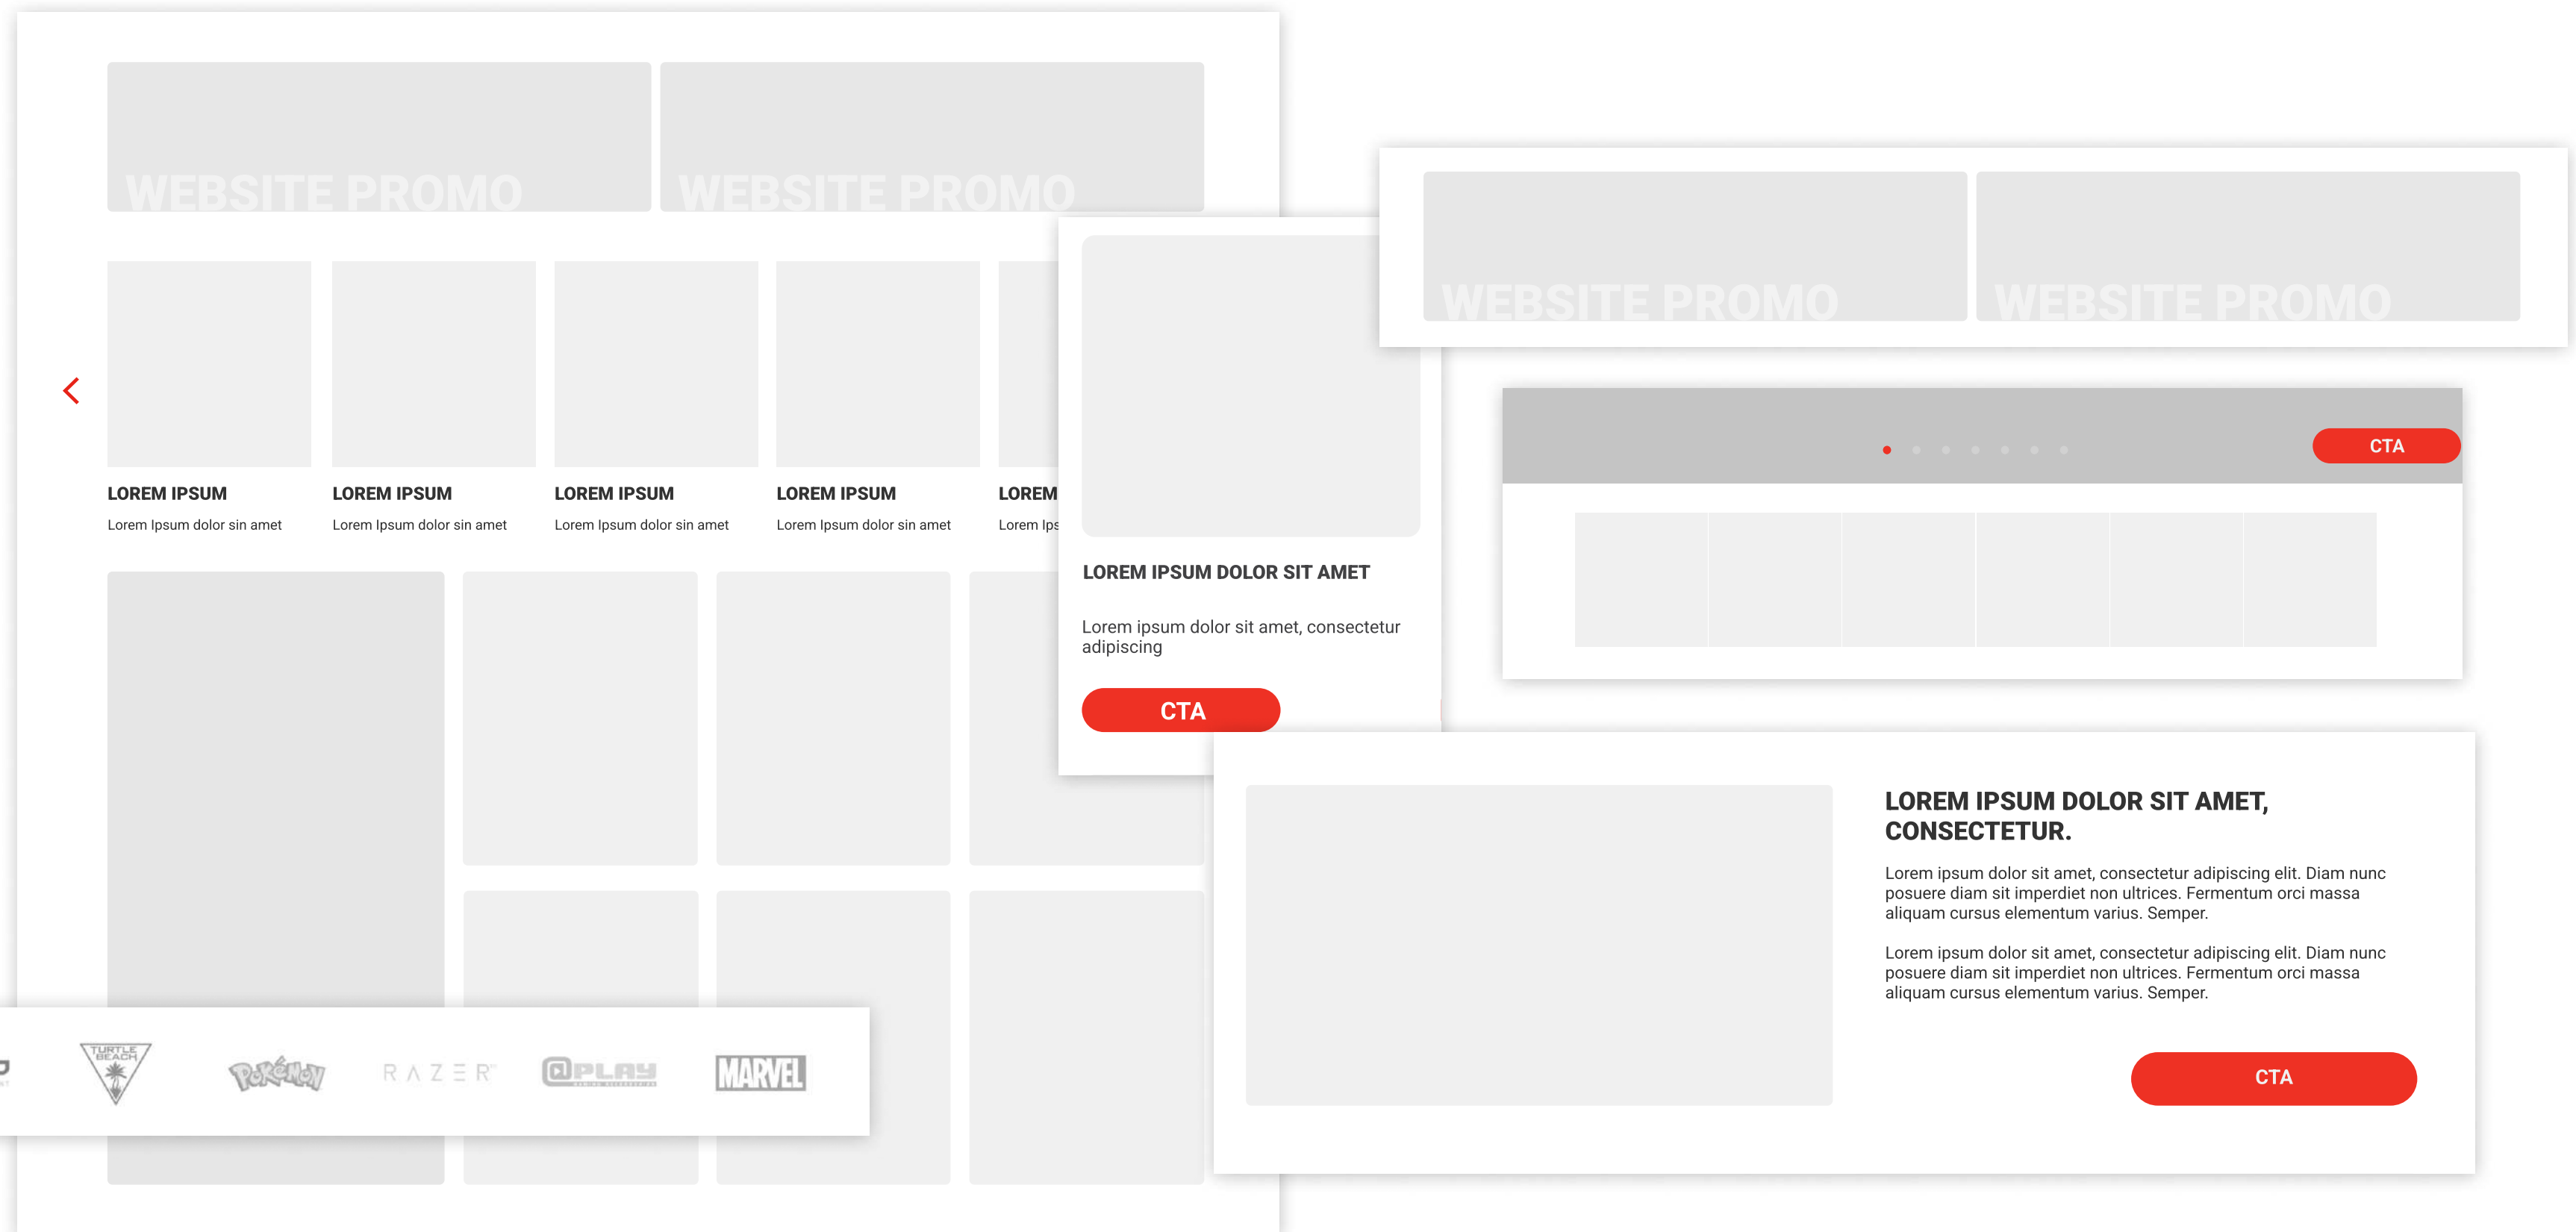 WEBSITE PROMO
WEBSITE PROMO
LOREM IPSUM
Lorem Ipsum dolor sin amet
LOREM IPSUM
Lorem Ipsum dolor sin amet
LOREM IPSUM
Lorem Ipsum dolor sin amet
LOREM IPSUM
Lorem Ipsum dolor sin amet
LOREM
Lorem
LOREM IPSUM DOLOR SIT AMET
Lorem ipsum dolor sit amet, consectetur
adipiscing
CTA
WEBSITE PROMO
WEBSITE PROMO
CTA
LOREM IPSUM DOLOR SIT AMET,
CONSECTETUR.
Lorem ipsum dolor sit amet, consectetur adipiscing elit. Diam nunc
posuere diam sit imperdiet non ultrices. Fermentum orci massa
aliquam cursus elementum varius. Semper.
Lorem ipsum dolor sit amet, consectetur adipiscing elit. Diam nunc
posuere diam sit imperdiet non ultrices. Fermentum orci massa
aliquam cursus elementum varius. Semper.
CTA
TURTLE
BEACH
POKéMON
RAZER
@PLAY
GAMING ACCESSORIES
MARVEL